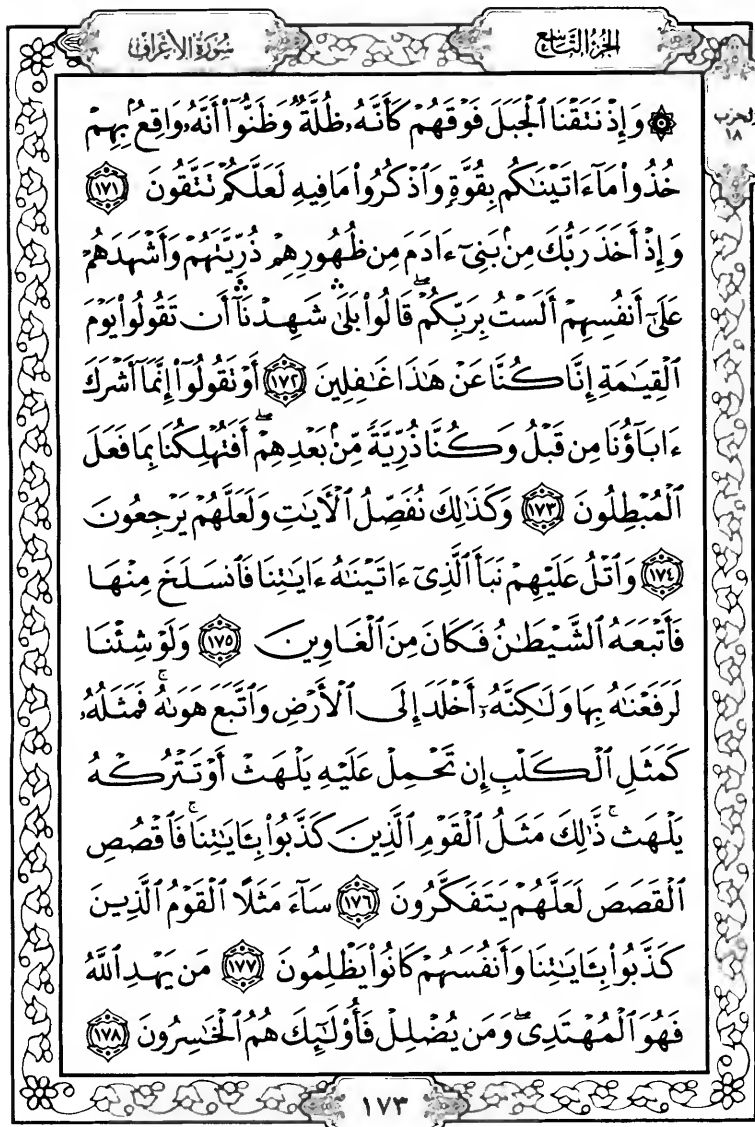 الجزء التاسع
سورة الأعراف
الحزب
١٨
۞ وَإِذْ نَتَقْنَا ٱلْجَبَلَ فَوْقَهُمْ كَأَنَّهُۥ ظُلَّةٌ وَظَنُّوٓا۟ أَنَّهُۥ وَاقِعٌۢ بِهِمْ
خُذُوا۟ مَآ ءَاتَيْنَٰكُم بِقُوَّةٍ وَٱذْكُرُوا۟ مَا فِيهِ لَعَلَّكُمْ تَتَّقُونَ ١٧١
وَإِذْ أَخَذَ رَبُّكَ مِنۢ بَنِىٓ ءَادَمَ مِن ظُهُورِهِمْ ذُرِّيَّتَهُمْ وَأَشْهَدَهُمْ
عَلَىٰٓ أَنفُسِهِمْ أَلَسْتُ بِرَبِّكُمْ ۖ قَالُوا۟ بَلَىٰ ۛ شَهِدْنَآ ۛ أَن تَقُولُوا۟ يَوْمَ
ٱلْقِيَٰمَةِ إِنَّا كُنَّا عَنْ هَٰذَا غَٰفِلِينَ ١٧٢ أَوْ تَقُولُوٓا۟ إِنَّمَآ أَشْرَكَ
ءَابَآؤُنَا مِن قَبْلُ وَكُنَّا ذُرِّيَّةً مِّنۢ بَعْدِهِمْ ۖ أَفَتُهْلِكُنَا بِمَا فَعَلَ
ٱلْمُبْطِلُونَ ١٧٣ وَكَذَٰلِكَ نُفَصِّلُ ٱلْءَايَٰتِ وَلَعَلَّهُمْ يَرْجِعُونَ
١٧٤ وَٱتْلُ عَلَيْهِمْ نَبَأَ ٱلَّذِىٓ ءَاتَيْنَٰهُ ءَايَٰتِنَا فَٱنسَلَخَ مِنْهَا
فَأَتْبَعَهُ ٱلشَّيْطَٰنُ فَكَانَ مِنَ ٱلْغَاوِينَ ١٧٥ وَلَوْ شِئْنَا
لَرَفَعْنَٰهُ بِهَا وَلَٰكِنَّهُۥٓ أَخْلَدَ إِلَى ٱلْأَرْضِ وَٱتَّبَعَ هَوَىٰهُ ۚ فَمَثَلُهُۥ
كَمَثَلِ ٱلْكَلْبِ إِن تَحْمِلْ عَلَيْهِ يَلْهَثْ أَوْ تَتْرُكْهُ
يَلْهَث ۚ ذَّٰلِكَ مَثَلُ ٱلْقَوْمِ ٱلَّذِينَ كَذَّبُوا۟ بِـَٔايَٰتِنَا ۚ فَٱقْصُصِ
ٱلْقَصَصَ لَعَلَّهُمْ يَتَفَكَّرُونَ ١٧٦ سَآءَ مَثَلًا ٱلْقَوْمُ ٱلَّذِينَ
كَذَّبُوا۟ بِـَٔايَٰتِنَا وَأَنفُسَهُمْ كَانُوا۟ يَظْلِمُونَ ١٧٧ مَن يَهْدِ ٱللَّهُ
فَهُوَ ٱلْمُهْتَدِى ۖ وَمَن يُضْلِلْ فَأُو۟لَٰٓئِكَ هُمُ ٱلْخَٰسِرُونَ ١٧٨
١٧٣